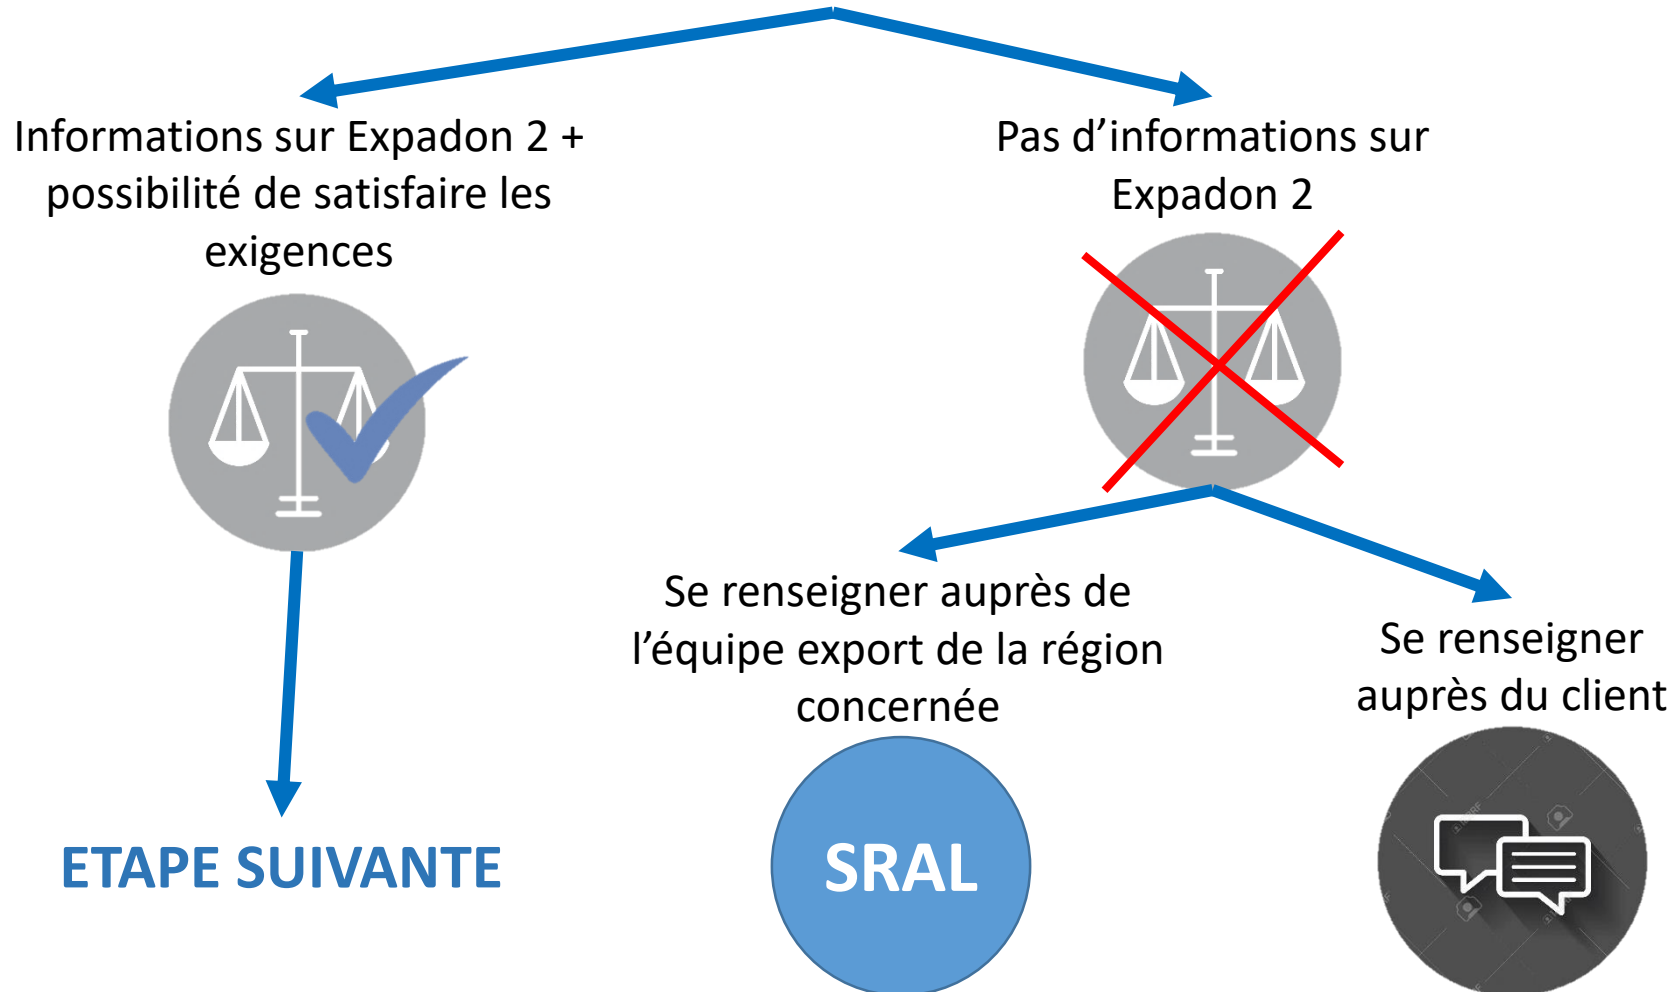 Informations sur Expadon 2 +
possibilité de satisfaire les
exigences
Pas d’informations sur
Expadon 2
Se renseigner auprès de
l’équipe export de la région
concernée
Se renseigner
auprès du client
ETAPE SUIVANTE
SRAL